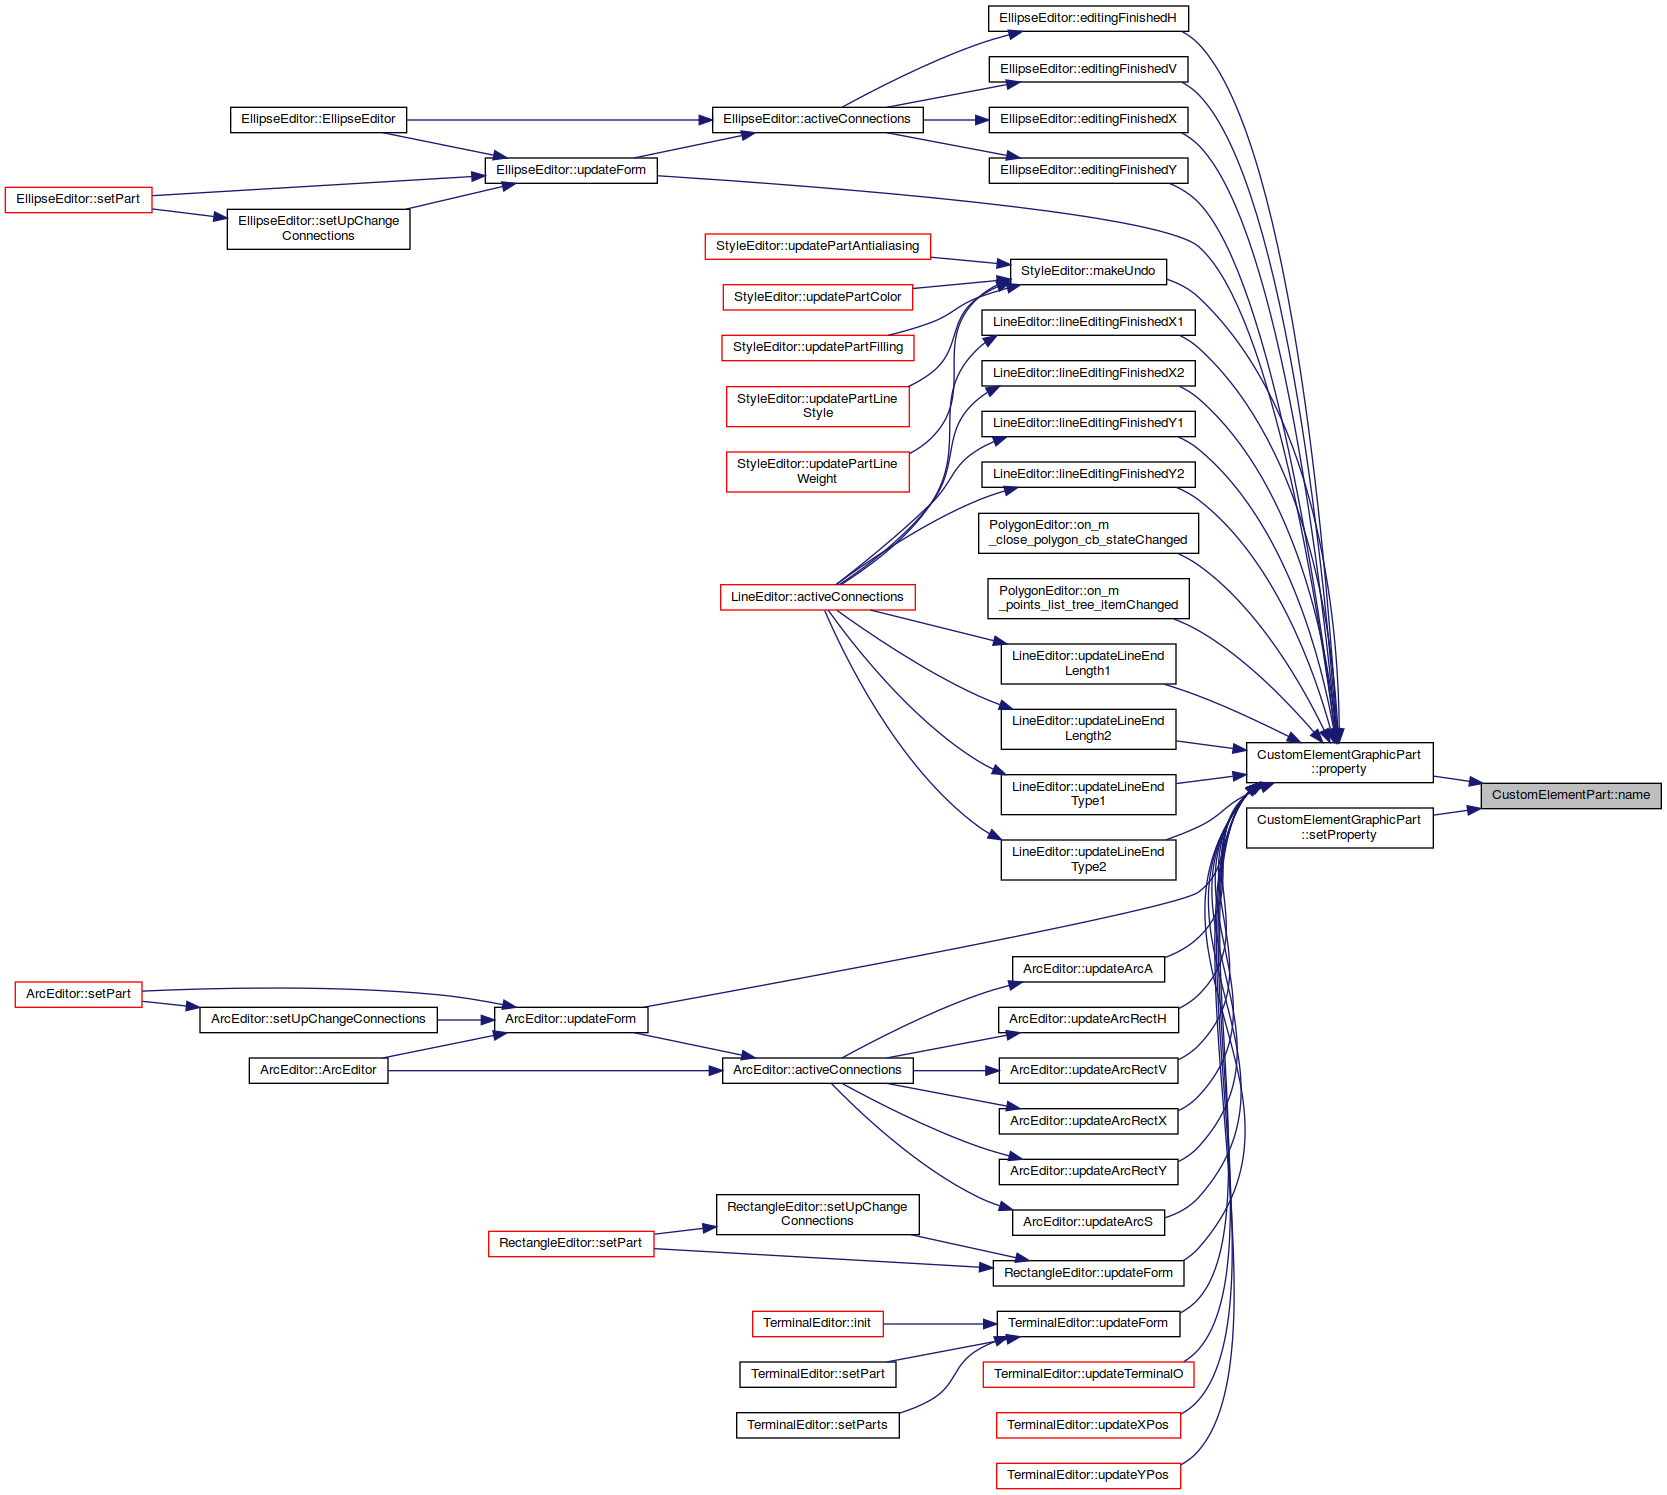 EllipseEditor::editingFinishedH
EllipseEditor::editingFinishedV
EllipseEditor::EllipseEditor
EllipseEditor::activeConnections
EllipseEditor::editingFinishedX
EllipseEditor::updateForm
EllipseEditor::editingFinishedY
EllipseEditor::setPart
EllipseEditor::setUpChange
Connections
StyleEditor::updatePartAntialiasing
StyleEditor::makeUndo
StyleEditor::updatePartColor
LineEditor::lineEditingFinishedX1
StyleEditor::updatePartFilling
LineEditor::lineEditingFinishedX2
StyleEditor::updatePartLine
Style
LineEditor::lineEditingFinishedY1
StyleEditor::updatePartLine
Weight
LineEditor::lineEditingFinishedY2
PolygonEditor::on_m
_close_polygon_cb_stateChanged
LineEditor::activeConnections
PolygonEditor::on_m
_points_list_tree_itemChanged
LineEditor::updateLineEnd
Length1
LineEditor::updateLineEnd
Length2
CustomElementGraphicPart
::property
LineEditor::updateLineEnd
Type1
CustomElementPart::name
CustomElementGraphicPart
::setProperty
LineEditor::updateLineEnd
Type2
ArcEditor::updateArcA
ArcEditor::setPart
ArcEditor::setUpChangeConnections
ArcEditor::updateForm
ArcEditor::updateArcRectH
ArcEditor::ArcEditor
ArcEditor::activeConnections
ArcEditor::updateArcRectV
ArcEditor::updateArcRectX
ArcEditor::updateArcRectY
RectangleEditor::setUpChange
Connections
ArcEditor::updateArcS
RectangleEditor::setPart
RectangleEditor::updateForm
TerminalEditor::init
TerminalEditor::updateForm
TerminalEditor::setPart
TerminalEditor::updateTerminalO
TerminalEditor::setParts
TerminalEditor::updateXPos
TerminalEditor::updateYPos